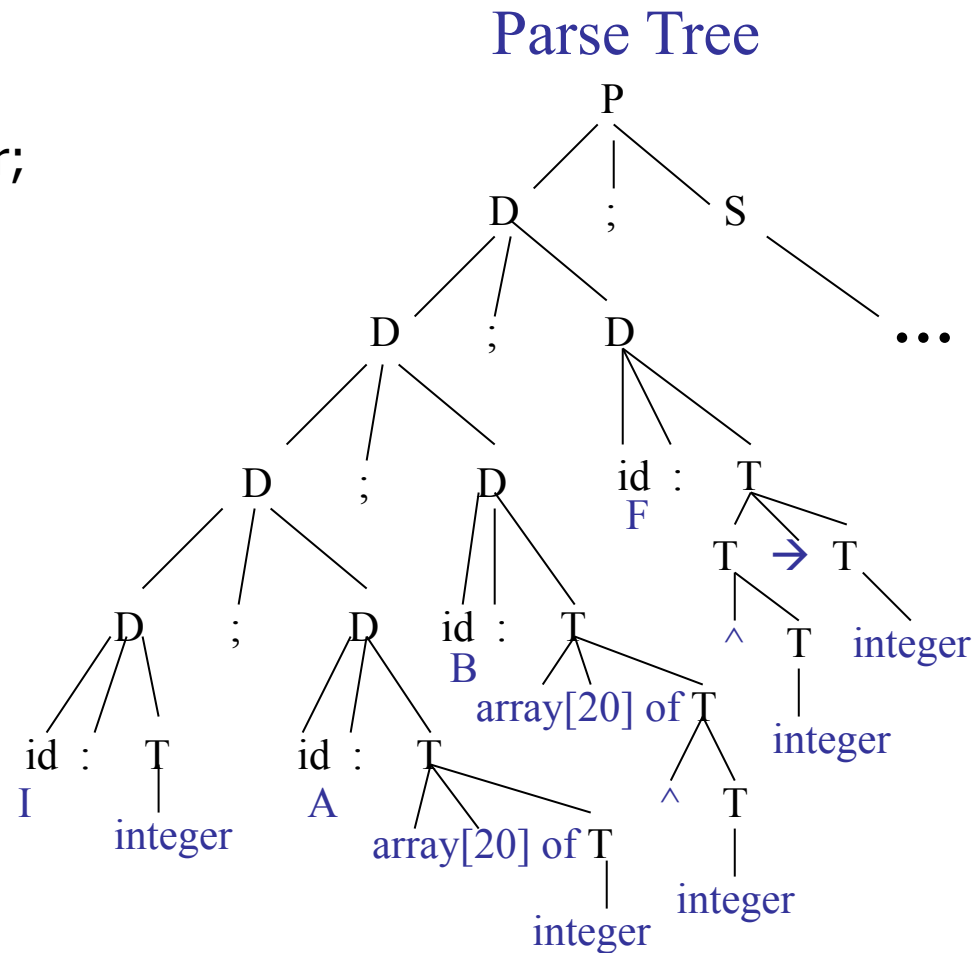 Parse Tree
P
r;
D ; S
D ; D ...
D ; D id : T
F
T → T
D ; D id : T ^ T integer
B
array[20] of T
id : T id : T integer
I A ^ T
integer array[20] of T
integer
integer